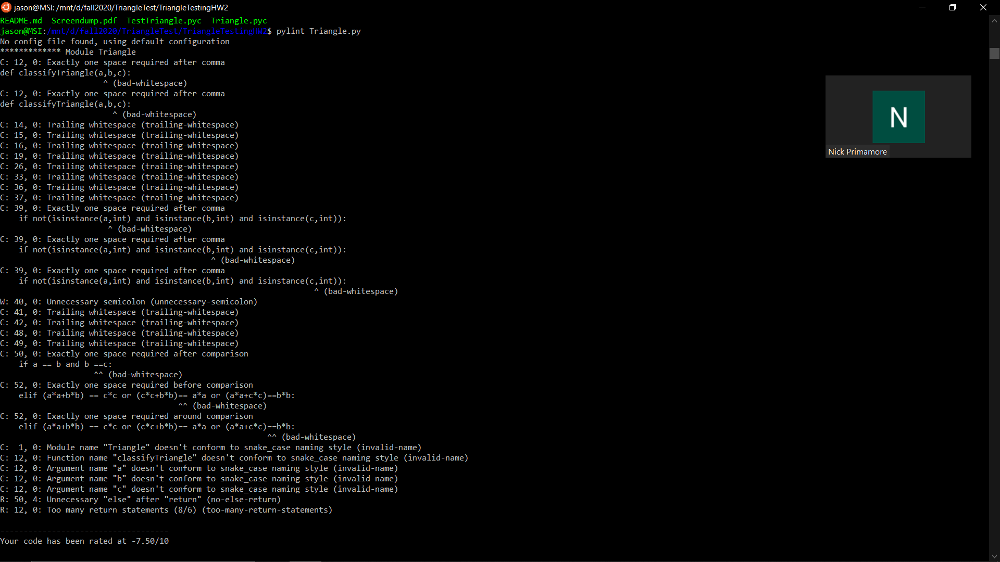 jason@MSI: /mnt/d/fall2020/TriangleTest/TriangleTestingHW2
README.md  Screendump.pdf  TestTriangle.pyc  Triangle.pyc
jason@MSI:/mnt/d/fall2020/TriangleTest/TriangleTestingHW2$ pylint Triangle.py
No config file found, using default configuration
************* Module Triangle
C: 12, 0: Exactly one space required after comma
def classifyTriangle(a,b,c):
                      ^ (bad-whitespace)
C: 12, 0: Exactly one space required after comma
def classifyTriangle(a,b,c):
                        ^ (bad-whitespace)
C: 14, 0: Trailing whitespace (trailing-whitespace)
C: 15, 0: Trailing whitespace (trailing-whitespace)
C: 16, 0: Trailing whitespace (trailing-whitespace)
C: 19, 0: Trailing whitespace (trailing-whitespace)
C: 26, 0: Trailing whitespace (trailing-whitespace)
C: 33, 0: Trailing whitespace (trailing-whitespace)
C: 36, 0: Trailing whitespace (trailing-whitespace)
C: 37, 0: Trailing whitespace (trailing-whitespace)
C: 39, 0: Exactly one space required after comma
    if not(isinstance(a,int) and isinstance(b,int) and isinstance(c,int)):
                       ^ (bad-whitespace)
C: 39, 0: Exactly one space required after comma
    if not(isinstance(a,int) and isinstance(b,int) and isinstance(c,int)):
                                             ^ (bad-whitespace)
C: 39, 0: Exactly one space required after comma
    if not(isinstance(a,int) and isinstance(b,int) and isinstance(c,int)):
                                                                   ^ (bad-whitespace)
W: 40, 0: Unnecessary semicolon (unnecessary-semicolon)
C: 41, 0: Trailing whitespace (trailing-whitespace)
C: 42, 0: Trailing whitespace (trailing-whitespace)
C: 48, 0: Trailing whitespace (trailing-whitespace)
C: 49, 0: Trailing whitespace (trailing-whitespace)
C: 50, 0: Exactly one space required after comparison
    if a == b and b ==c:
                    ^^ (bad-whitespace)
C: 52, 0: Exactly one space required before comparison
    elif (a*a+b*b) == c*c or (c*c+b*b)== a*a or (a*a+c*c)==b*b:
                                      ^^ (bad-whitespace)
C: 52, 0: Exactly one space required around comparison
    elif (a*a+b*b) == c*c or (c*c+b*b)== a*a or (a*a+c*c)==b*b:
                                                         ^^ (bad-whitespace)
C:  1, 0: Module name "Triangle" doesn't conform to snake_case naming style (invalid-name)
C: 12, 0: Function name "classifyTriangle" doesn't conform to snake_case naming style (invalid-name)
C: 12, 0: Argument name "a" doesn't conform to snake_case naming style (invalid-name)
C: 12, 0: Argument name "b" doesn't conform to snake_case naming style (invalid-name)
C: 12, 0: Argument name "c" doesn't conform to snake_case naming style (invalid-name)
R: 50, 4: Unnecessary "else" after "return" (no-else-return)
R: 12, 0: Too many return statements (8/6) (too-many-return-statements)
------------------------------------
Your code has been rated at -7.50/10
N
Nick Primamore